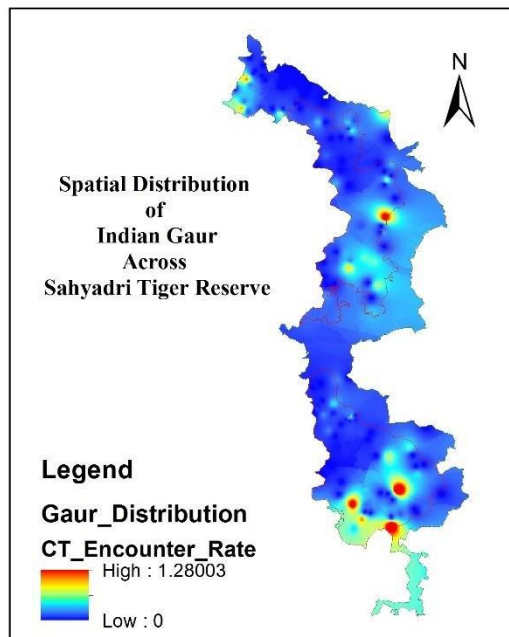 N
Spatial Distribution
of
Indian Gaur
Across
Sahyadri Tiger Reserve
Legend
Gaur_Distribution
CT_Encounter_Rate
High : 1.28003
Low : 0